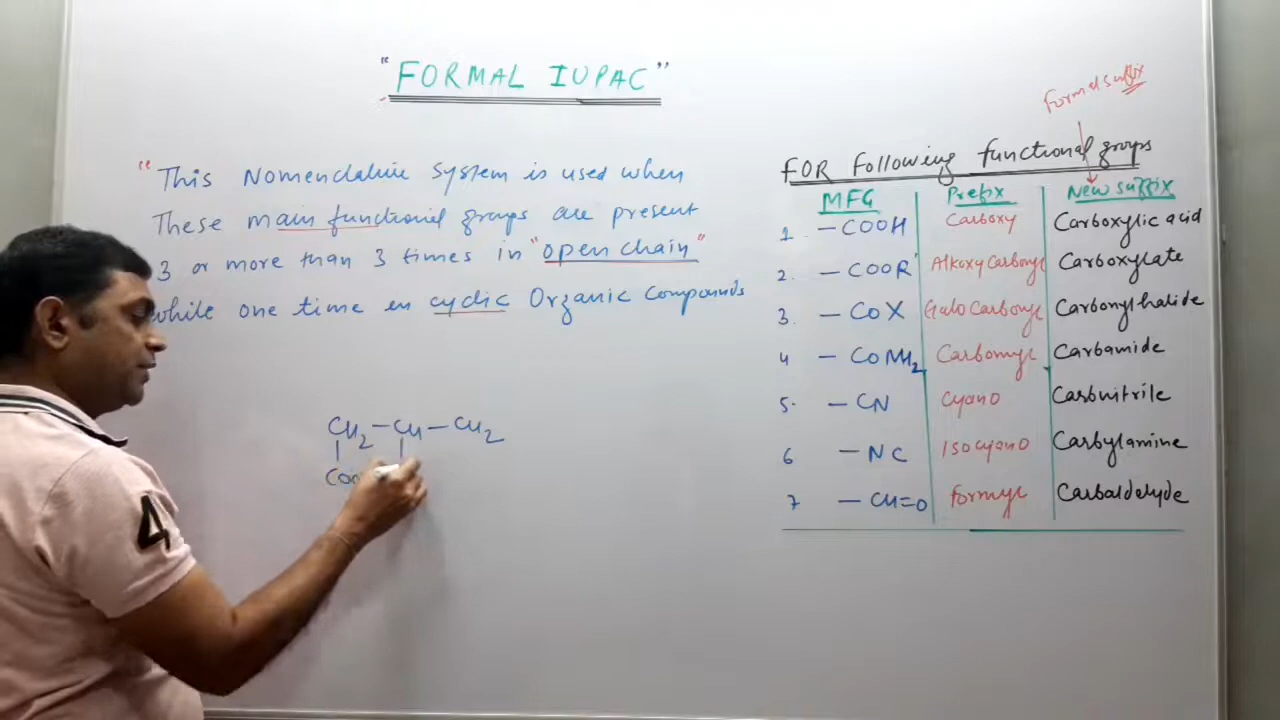 "FORMAL IUPAC"
"This Nomenclature System is used when
These main functional groups are present
3 or more than 3 times in "open chain"
while one time in cyclic Organic Compounds
CH2-CH-CH2
Coo
Formal suffix
FOR Following functional groups
MFG Prefix New suffix
1. -COOH Carboxy Carboxylic acid
2. -COOR' Alkoxy Carbonyl Carboxylate
3. -COX Halo Carbonyl Carbonyl halide
4 -CONH2 Carbomyl Carbamide
5. -CN Cyano Carbnitrile
6 -NC Isocyano Carbylamine
7 -CH=O formyl Carbaldelyde
4